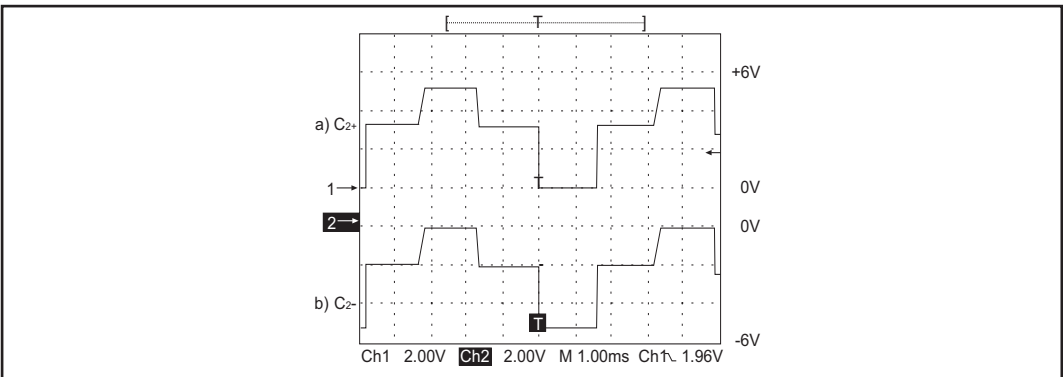 [ T ]
+6V
a) C2+
T
1
0V
2
0V
b) C2-
T
-6V
Ch1 2.00V Ch2 2.00V M 1.00ms Ch1 1.96V